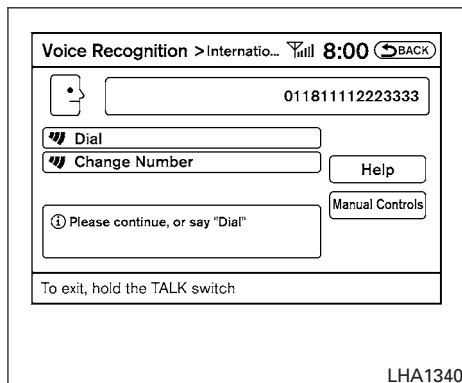 Voice Recognition > Internatio... 8:00 BACK
011811112223333
Dial
Change Number
Help
Manual Controls
Please continue, or say "Dial"
To exit, hold the TALK switch
LHA1340